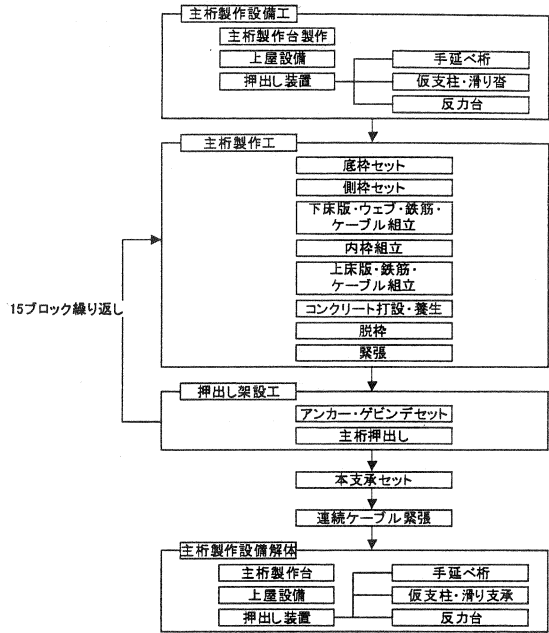 主桁製作設備工
主桁製作台製作
上屋設備
手延べ桁
押出し装置
仮支柱・滑り沓
反力台
主桁製作工
底枠セット
側枠セット
下床版・ウェブ・鉄筋・
ケーブル組立
内枠組立
上床版・鉄筋・
ケーブル組立
15ブロック繰り返し
コンクリート打設・養生
脱枠
緊張
押出し架設工
アンカー・ゲビンデセット
主桁押出し
本支承セット
連続ケーブル緊張
主桁製作設備解体
主桁製作台
手延べ桁
上屋設備
仮支柱・滑り支承
押出し装置
反力台